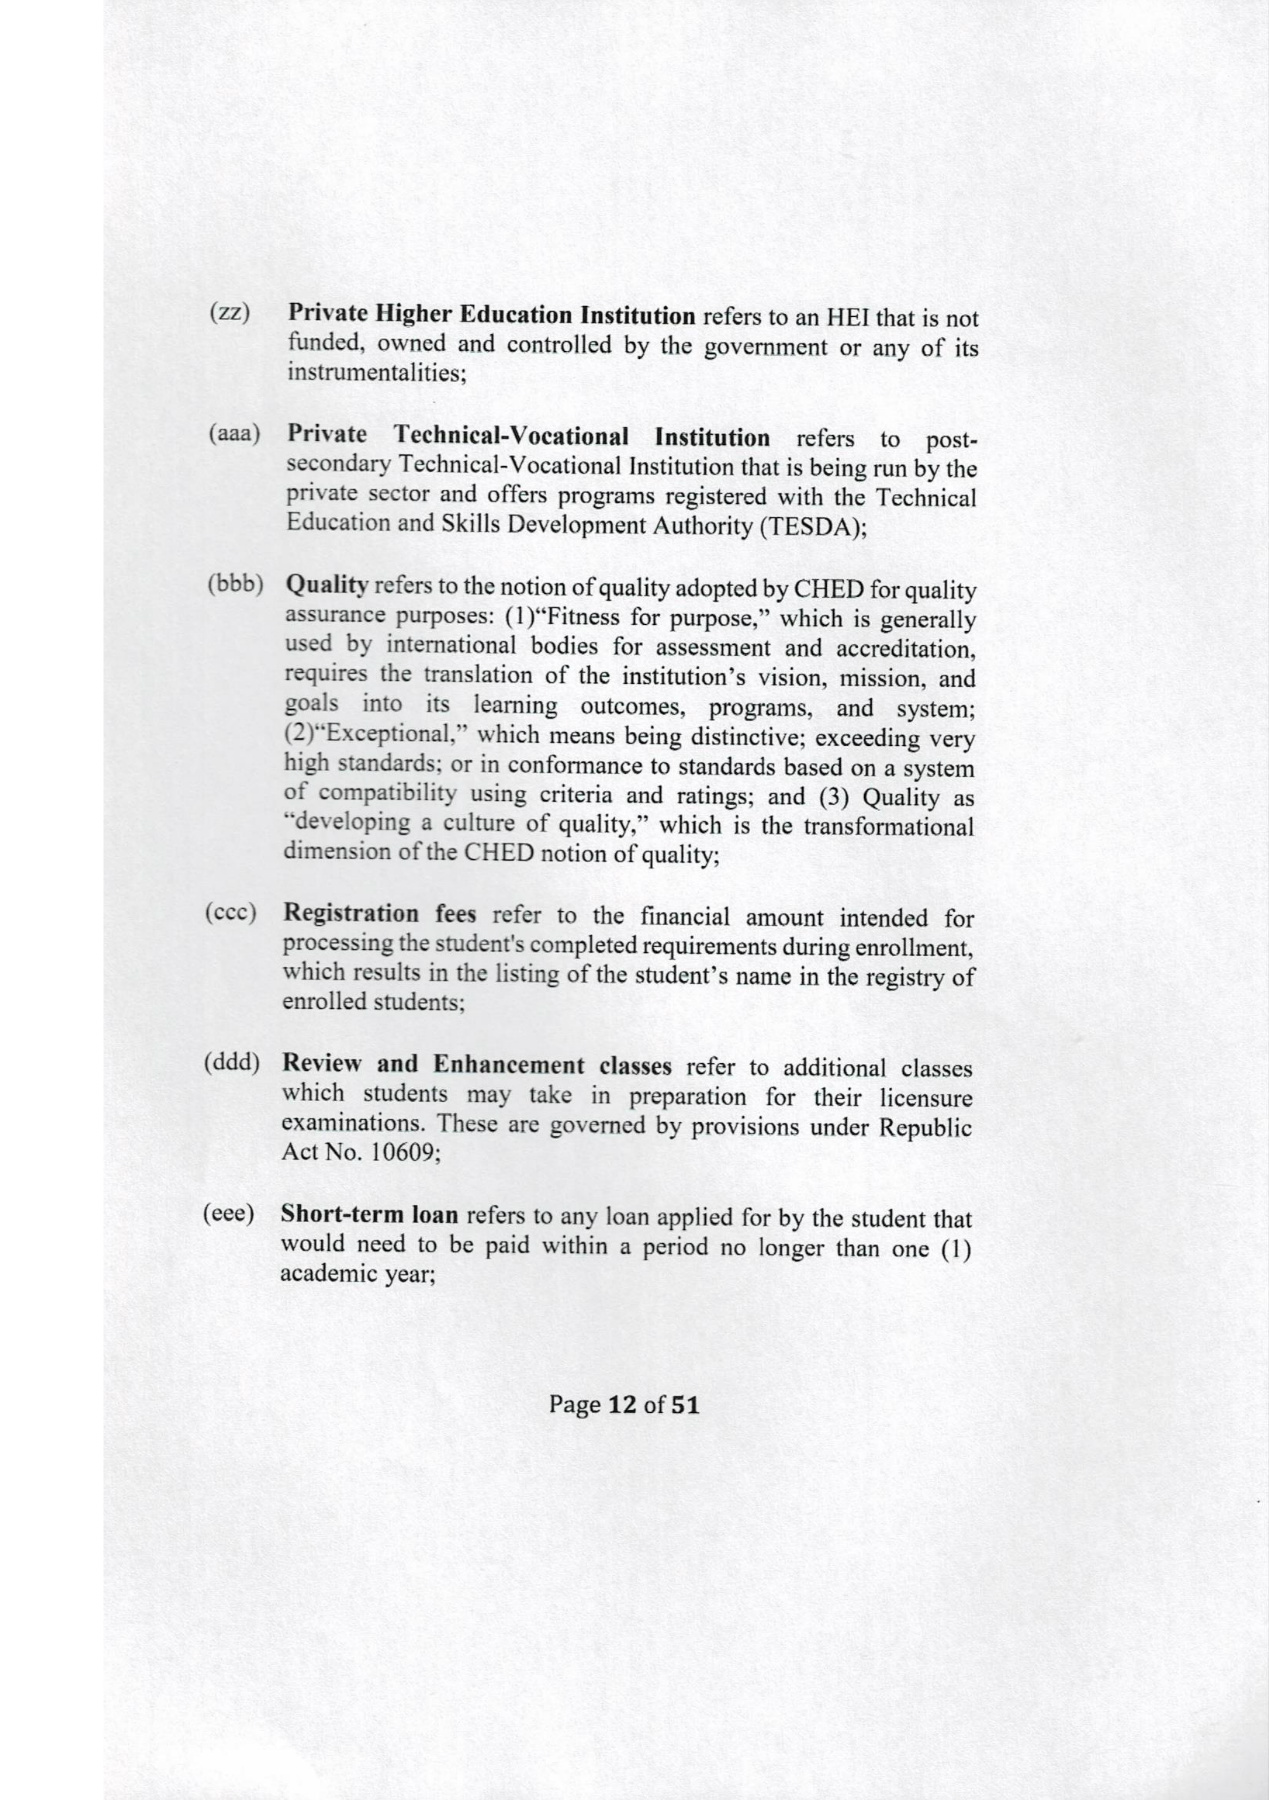 (zz) Private Higher Education Institution refers to an HEI that is not
funded, owned and controlled by the government or any of its
instrumentalities;
(aaa) Private Technical-Vocational Institution refers to post-
secondary Technical-Vocational Institution that is being run by the
private sector and offers programs registered with the Technical
Education and Skills Development Authority (TESDA);
(bbb) Quality refers to the notion of quality adopted by CHED for quality
assurance purposes: (1)“Fitness for purpose,” which is generally
used by international bodies for assessment and accreditation,
requires the translation of the institution’s vision, mission, and
goals into its learning outcomes, programs, and system;
(2)“Exceptional,” which means being distinctive; exceeding very
high standards; or in conformance to standards based on a system
of compatibility using criteria and ratings; and (3) Quality as
“developing a culture of quality,” which is the transformational
dimension of the CHED notion of quality;
(ccc) Registration fees refer to the financial amount intended for
processing the student's completed requirements during enrollment,
which results in the listing of the student’s name in the registry of
enrolled students;
(ddd) Review and Enhancement classes refer to additional classes
which students may take in preparation for their licensure
examinations. These are governed by provisions under Republic
Act No. 10609;
(eee) Short-term loan refers to any loan applied for by the student that
would need to be paid within a period no longer than one (1)
academic year;
Page 12 of 51